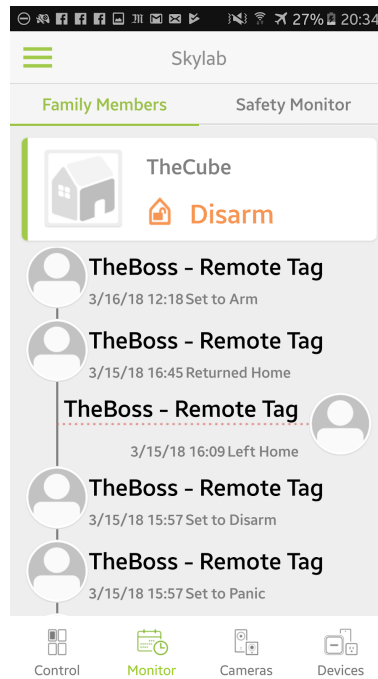 27% 20:34
Skylab
Family Members Safety Monitor
TheCube
Disarm
TheBoss - Remote Tag
3/16/18 12:18 Set to Arm
TheBoss - Remote Tag
3/15/18 16:45 Returned Home
TheBoss - Remote Tag
3/15/18 16:09 Left Home
TheBoss - Remote Tag
3/15/18 15:57 Set to Disarm
TheBoss - Remote Tag
3/15/18 15:57 Set to Panic
Control Monitor Cameras Devices